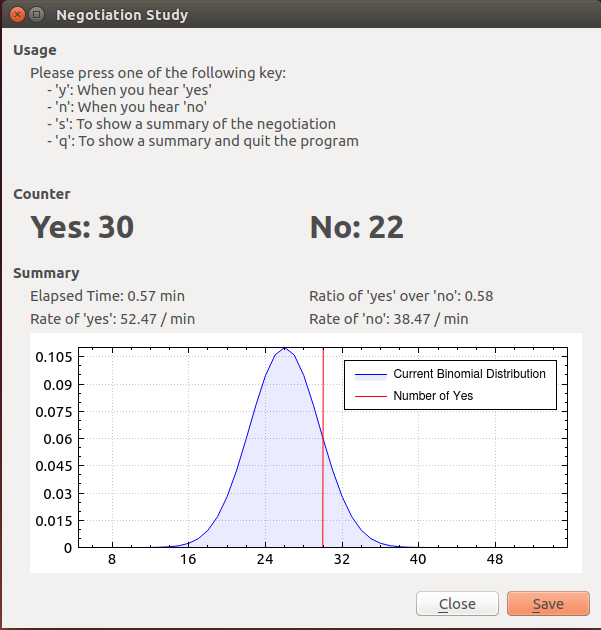 Negotiation Study
Usage
Please press one of the following key:
- 'y': When you hear 'yes'
- 'n': When you hear 'no'
- 's': To show a summary of the negotiation
- 'q': To show a summary and quit the program
Counter
Yes: 30 No: 22
Summary
Elapsed Time: 0.57 min Ratio of 'yes' over 'no': 0.58
Rate of 'yes': 52.47 / min Rate of 'no': 38.47 / min
0.105
0.09
0.075
0.06
0.045
0.03
0.015
0
Current Binomial Distribution
Number of Yes
8 16 24 32 40 48
Close Save